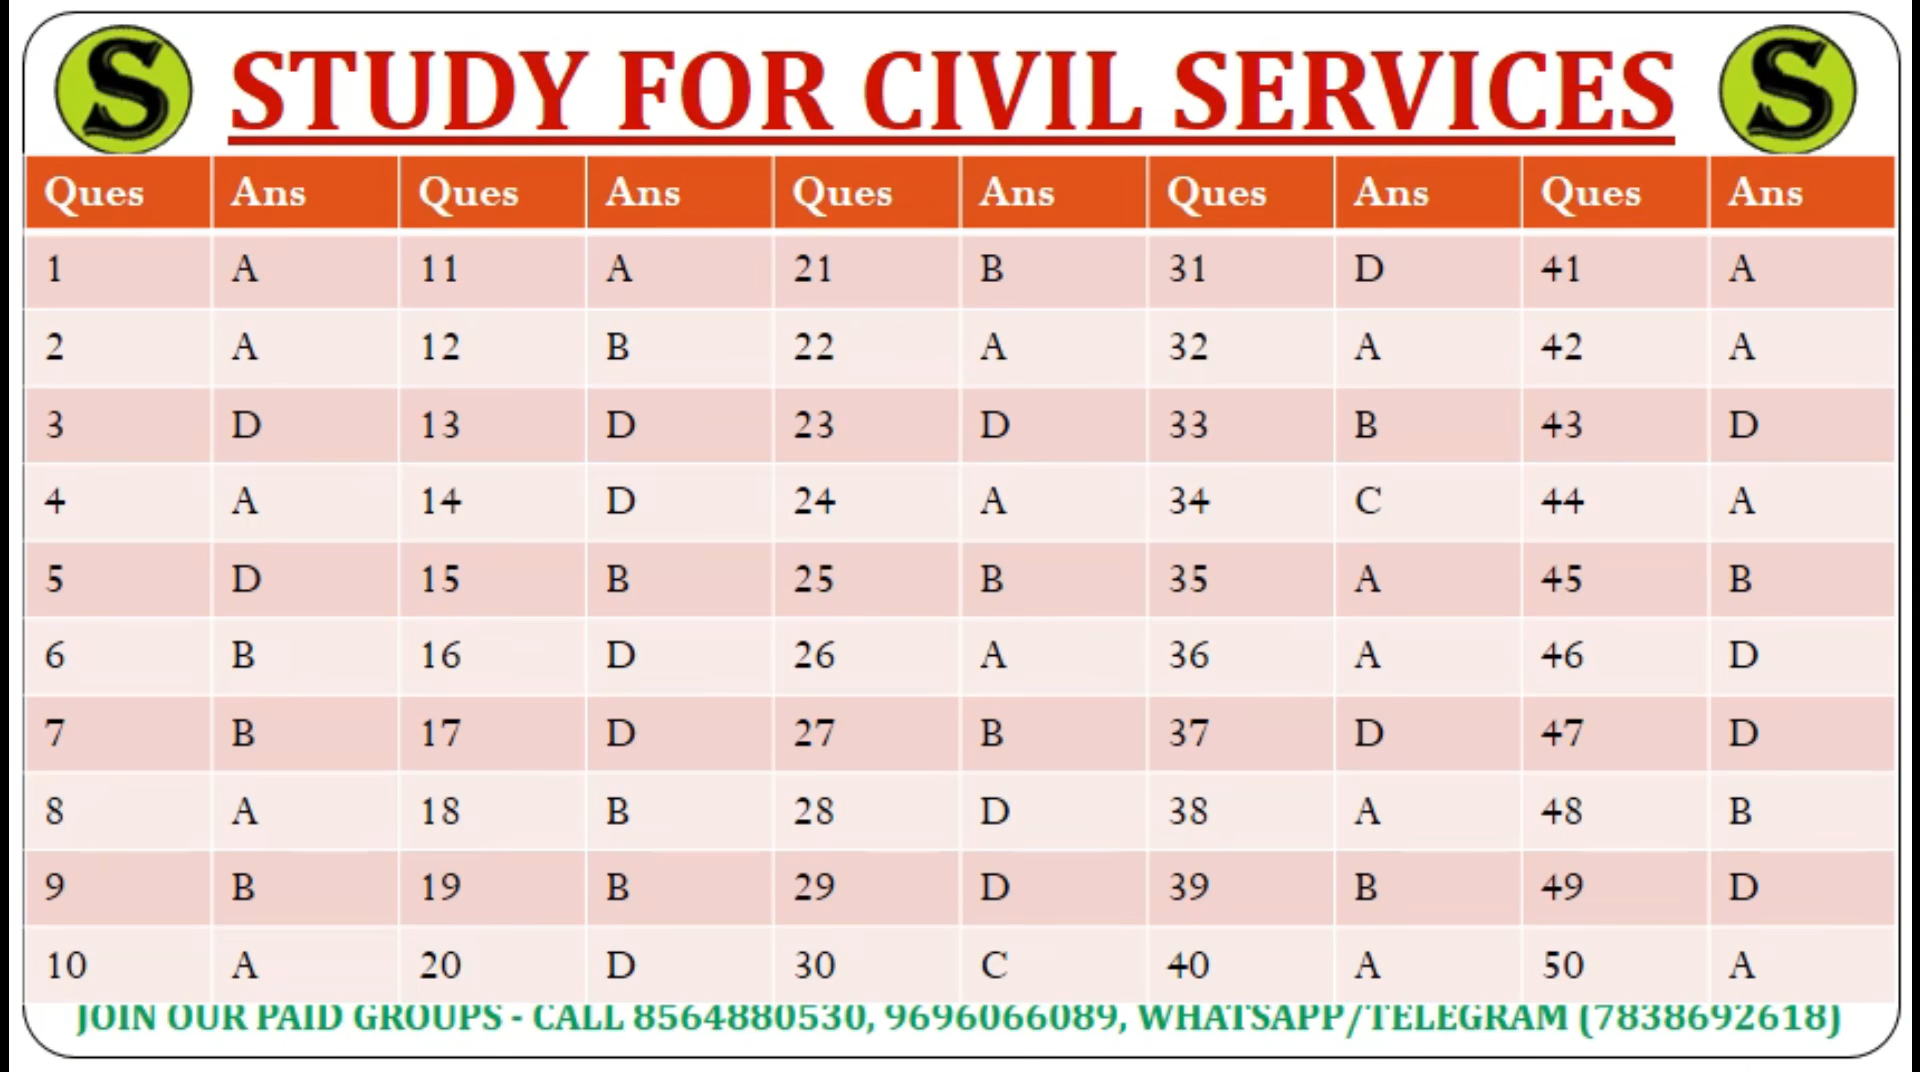 S STUDY FOR CIVIL SERVICES S
Ques Ans Ques Ans Ques Ans Ques Ans Ques Ans
1 A 11 A 21 B 31 D 41 A
2 A 12 B 22 A 32 A 42 A
3 D 13 D 23 D 33 B 43 D
4 A 14 D 24 A 34 C 44 A
5 D 15 B 25 B 35 A 45 B
6 B 16 D 26 A 36 A 46 D
7 B 17 D 27 B 37 D 47 D
8 A 18 B 28 D 38 A 48 B
9 B 19 B 29 D 39 B 49 D
10 A 20 D 30 C 40 A 50 A
JOIN OUR PAID GROUPS - CALL 8564880530, 9696066089, WHATSAPP/TELEGRAM (7838692618)